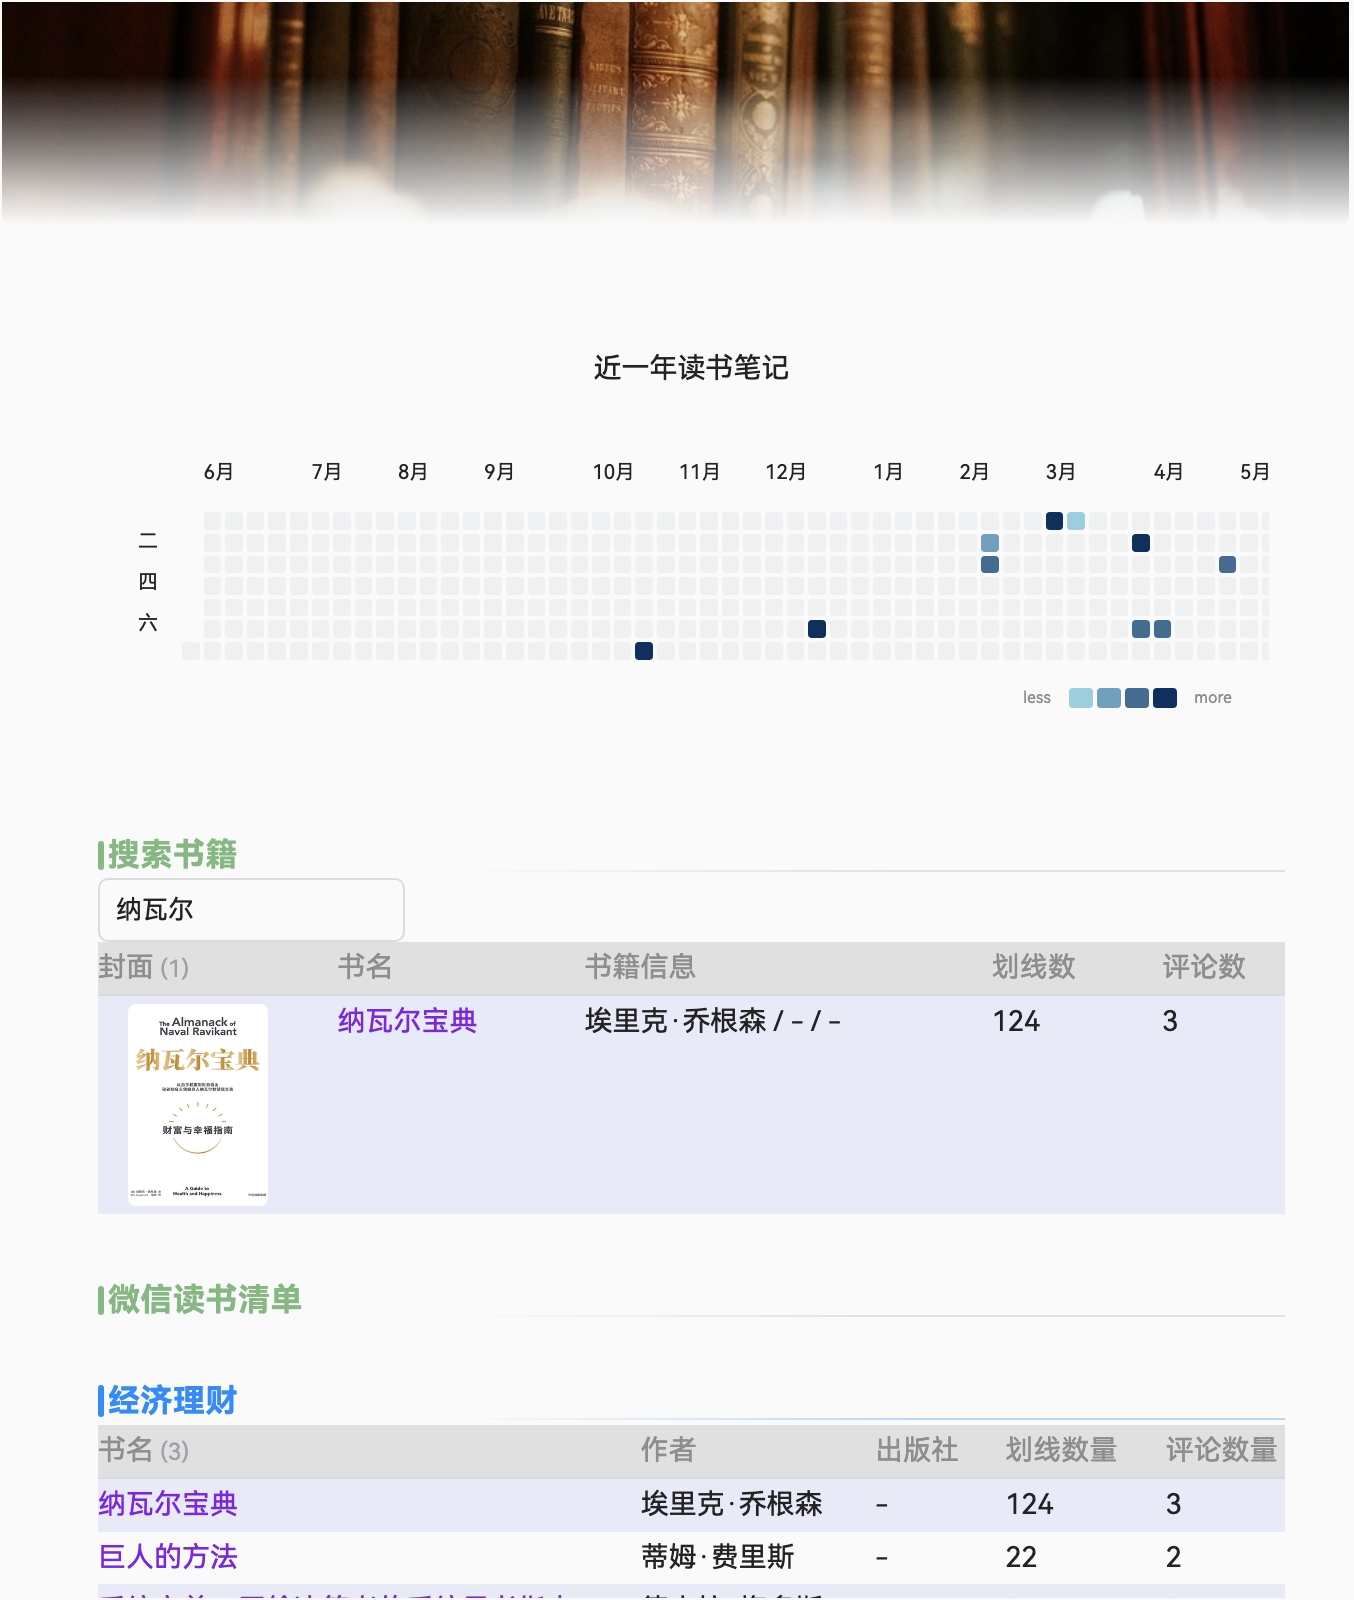 近一年读书笔记
6月 7月 8月 9月 10月 11月 12月 1月 2月 3月 4月 5月
二
四
六
less more
搜索书籍
纳瓦尔
封面 (1) 书名 书籍信息 划线数 评论数
纳瓦尔宝典 埃里克·乔根森 / - / - 124 3
The Almanack of
Naval Ravikant
纳瓦尔宝典
财富与幸福指南
A Guide to
Wealth and Happiness
微信读书清单
经济理财
书名 (3) 作者 出版社 划线数量 评论数量
纳瓦尔宝典 埃里克·乔根森 - 124 3
巨人的方法 蒂姆·费里斯 - 22 2